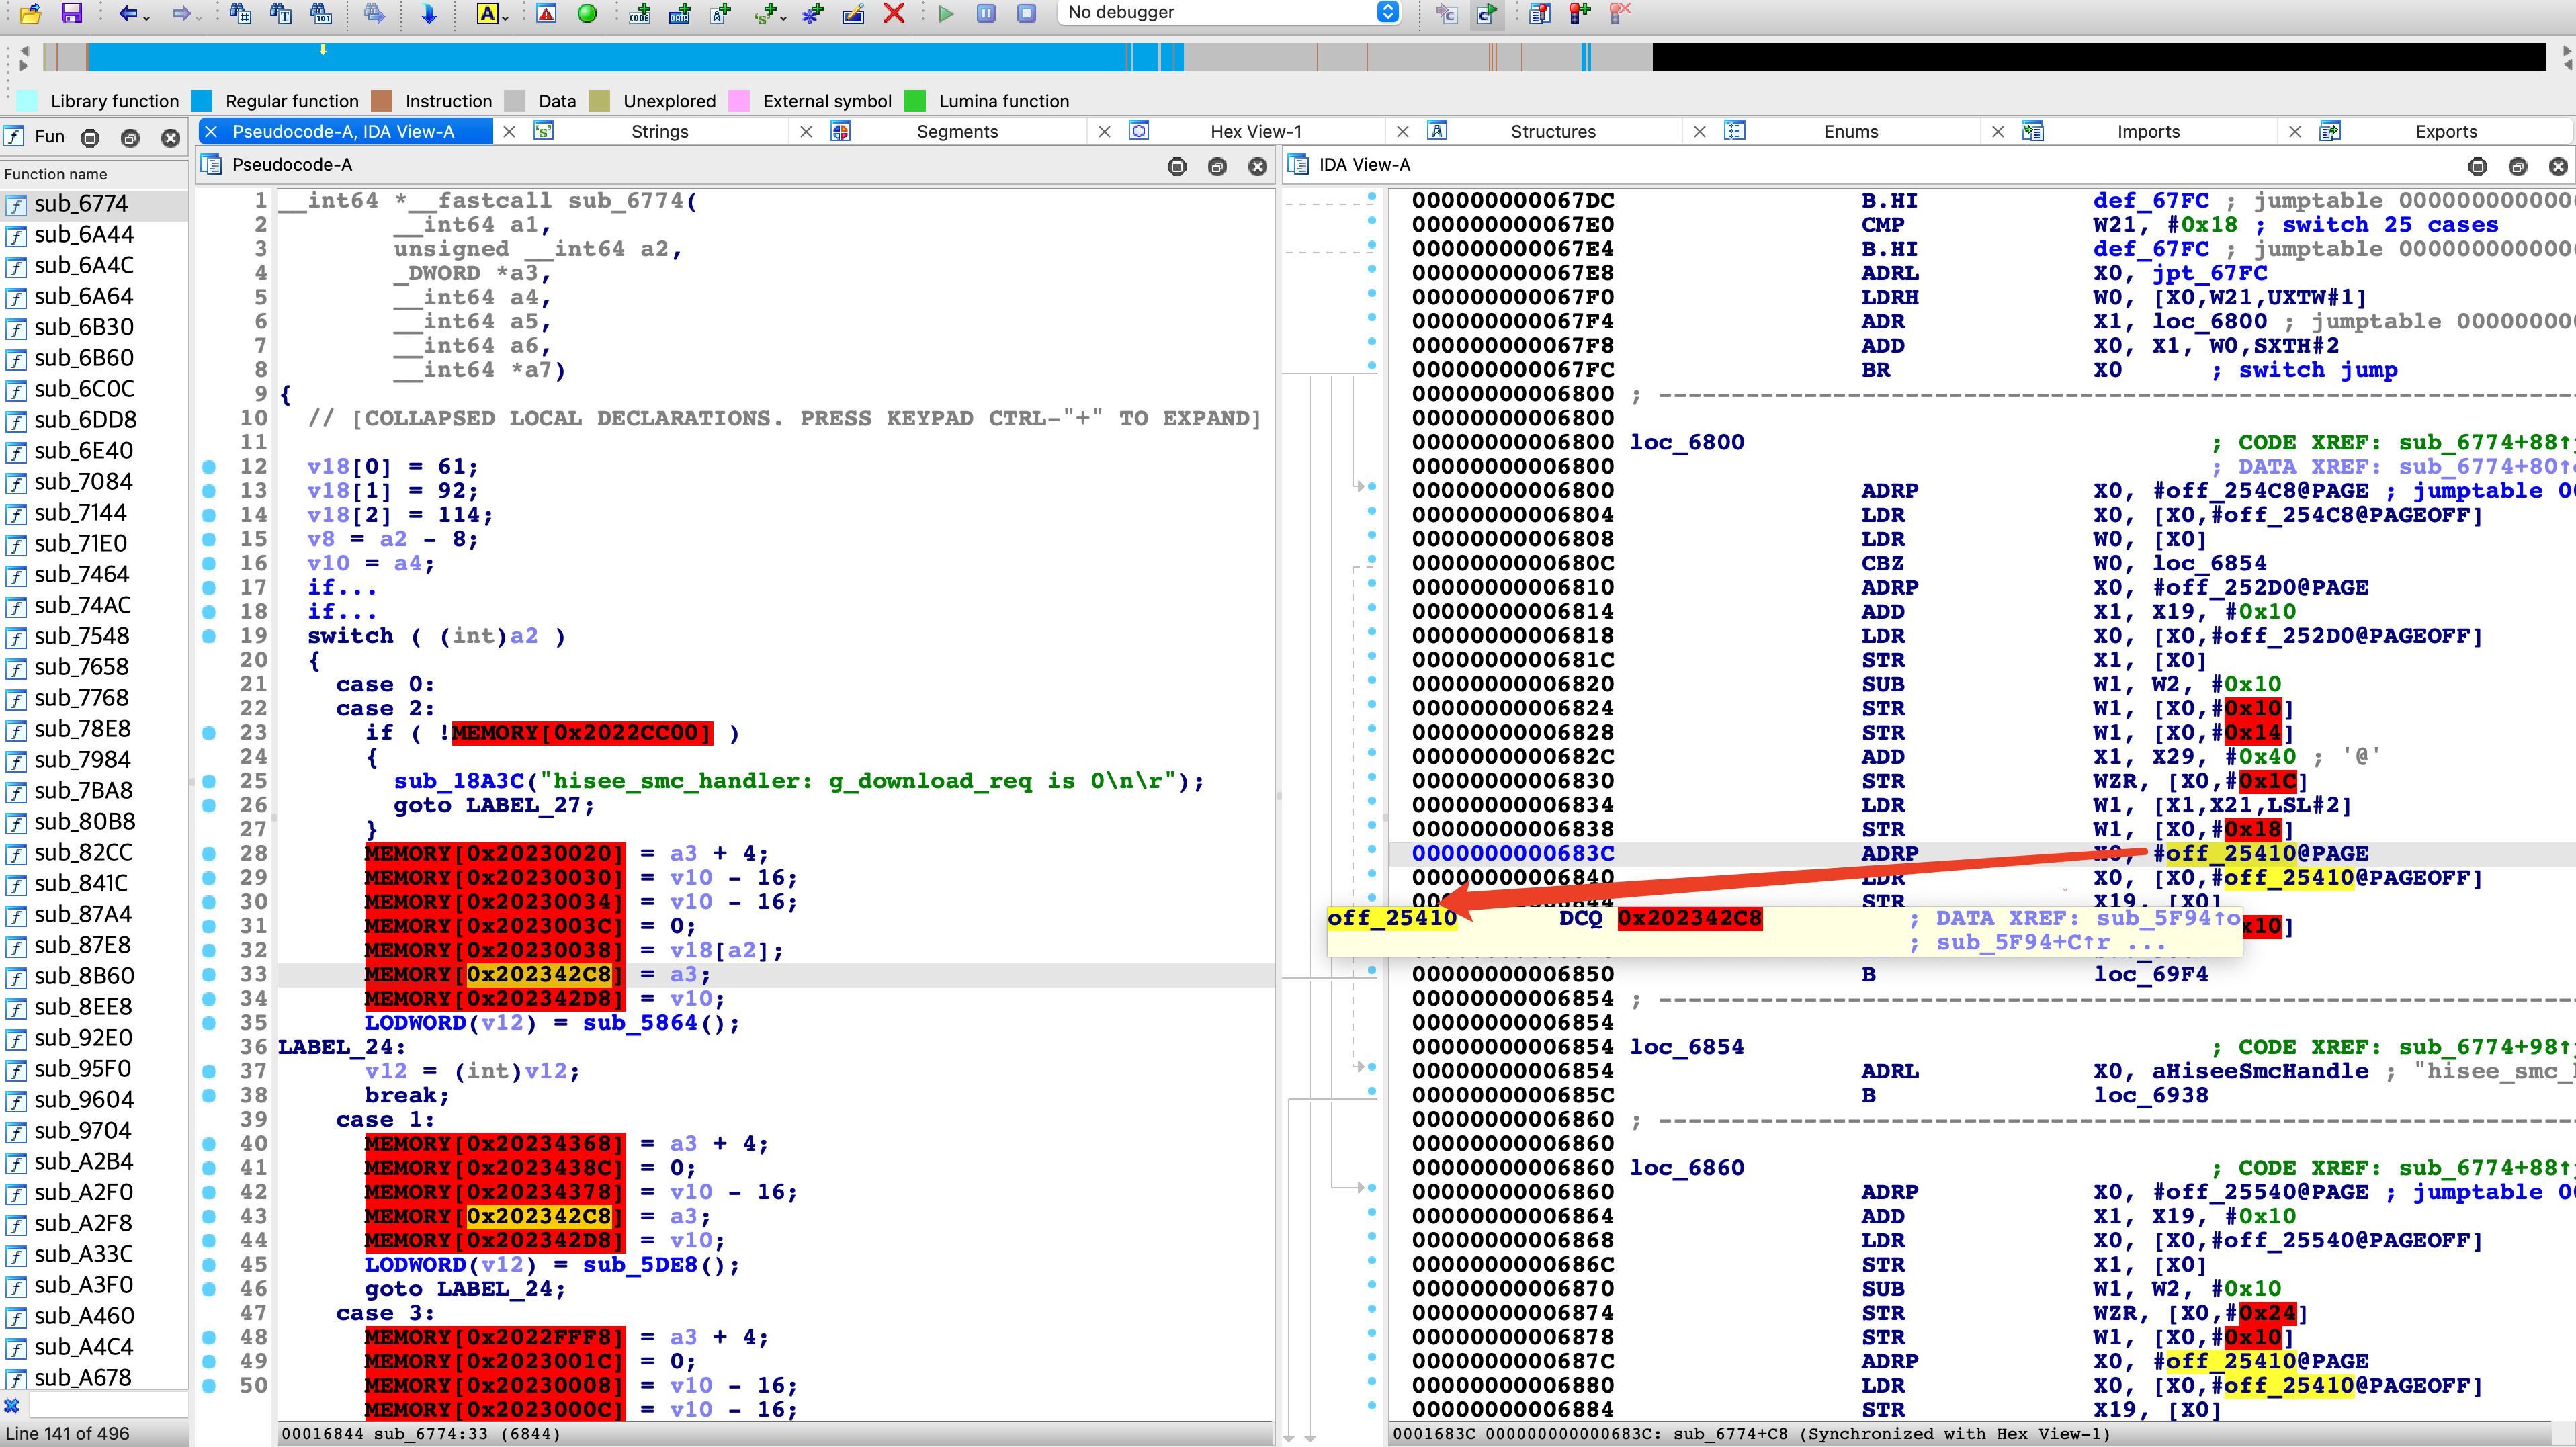 No debugger
Library function Regular function Instruction Data Unexplored External symbol Lumina function
Fun
Pseudocode-A, IDA View-A Strings Segments Hex View-1 Structures Enums Imports Exports
Function name
sub_6774
sub_6A44
sub_6A4C
sub_6A64
sub_6B30
sub_6B60
sub_6C0C
sub_6DD8
sub_6E40
sub_7084
sub_7144
sub_71E0
sub_7464
sub_74AC
sub_7548
sub_7658
sub_7768
sub_78E8
sub_7984
sub_7BA8
sub_80B8
sub_82CC
sub_841C
sub_87A4
sub_87E8
sub_8B60
sub_8EE8
sub_92E0
sub_95F0
sub_9604
sub_9704
sub_A2B4
sub_A2F0
sub_A2F8
sub_A33C
sub_A3F0
sub_A460
sub_A4C4
sub_A678
Line 141 of 496
Pseudocode-A
1 __int64 *__fastcall sub_6774(
2 __int64 a1,
3 unsigned __int64 a2,
4 _DWORD *a3,
5 __int64 a4,
6 __int64 a5,
7 __int64 a6,
8 __int64 *a7)
9 {
10 // [COLLAPSED LOCAL DECLARATIONS. PRESS KEYPAD CTRL-"+" TO EXPAND]
11
12 v18[0] = 61;
13 v18[1] = 92;
14 v18[2] = 114;
15 v8 = a2 - 8;
16 v10 = a4;
17 if...
18 if...
19 switch ( (int)a2 )
20 {
21 case 0:
22 case 2:
23 if ( !MEMORY[0x2022CC00] )
24 {
25 sub_18A3C("hisee_smc_handler: g_download_req is 0\n\r");
26 goto LABEL_27;
27 }
28 MEMORY[0x20230020] = a3 + 4;
29 MEMORY[0x20230030] = v10 - 16;
30 MEMORY[0x20230034] = v10 - 16;
31 MEMORY[0x2023003C] = 0;
32 MEMORY[0x20230038] = v18[a2];
33 MEMORY[0x202342C8] = a3;
34 MEMORY[0x202342D8] = v10;
35 LODWORD(v12) = sub_5864();
36 LABEL_24:
37 v12 = (int)v12;
38 break;
39 case 1:
40 MEMORY[0x20234368] = a3 + 4;
41 MEMORY[0x2023438C] = 0;
42 MEMORY[0x20234378] = v10 - 16;
43 MEMORY[0x202342C8] = a3;
44 MEMORY[0x202342D8] = v10;
45 LODWORD(v12) = sub_5DE8();
46 goto LABEL_24;
47 case 3:
48 MEMORY[0x2022FFF8] = a3 + 4;
49 MEMORY[0x2023001C] = 0;
50 MEMORY[0x20230008] = v10 - 16;
MEMORY[0x2023000C] = v10 - 16;
00016844 sub_6774:33 (6844)
IDA View-A
00000000000067DC B.HI def_67FC ; jumptable 0000000000000
00000000000067E0 CMP W21, #0x18 ; switch 25 cases
00000000000067E4 B.HI def_67FC ; jumptable 0000000000000
00000000000067E8 ADRL X0, jpt_67FC
00000000000067F0 LDRH W0, [X0,W21,UXTW#1]
00000000000067F4 ADR X1, loc_6800 ; jumptable 00000000
00000000000067F8 ADD X0, X1, W0,SXTH#2
00000000000067FC BR X0 ; switch jump
0000000000006800 ; ---------------------------------------------------------------
0000000000006800
0000000000006800 loc_6800 ; CODE XREF: sub_6774+88↑
0000000000006800 ; DATA XREF: sub_6774+80↑
0000000000006800 ADRP X0, #off_254C8@PAGE ; jumptable 0
0000000000006804 LDR X0, [X0,#off_254C8@PAGEOFF]
0000000000006808 LDR W0, [X0]
000000000000680C CBZ W0, loc_6854
0000000000006810 ADRP X0, #off_252D0@PAGE
0000000000006814 ADD X1, X19, #0x10
0000000000006818 LDR X0, [X0,#off_252D0@PAGEOFF]
000000000000681C STR X1, [X0]
0000000000006820 SUB W1, W2, #0x10
0000000000006824 STR W1, [X0,#0x10]
0000000000006828 STR W1, [X0,#0x14]
000000000000682C ADD X1, X29, #0x40 ; '@'
0000000000006830 STR WZR, [X0,#0x1C]
0000000000006834 LDR W1, [X1,X21,LSL#2]
0000000000006838 STR W1, [X0,#0x18]
000000000000683C ADRP X0, #off_25410@PAGE
0000000000006840 LDR X0, [X0,#off_25410@PAGEOFF]
STR X19, [X0]
off_25410 DCQ 0x202342C8 ; DATA XREF: sub_5F94↑o
; sub_5F94+C↑r ...
x10]
0000000000006850 B loc_69F4
0000000000006854 ; ---------------------------------------------------------------
0000000000006854
0000000000006854 loc_6854 ; CODE XREF: sub_6774+98↑
0000000000006854 ADRL X0, aHiseeSmcHandle ; "hisee_smc_
000000000000685C B loc_6938
0000000000006860 ; ---------------------------------------------------------------
0000000000006860
0000000000006860 loc_6860 ; CODE XREF: sub_6774+88↑
0000000000006860 ADRP X0, #off_25540@PAGE ; jumptable 0
0000000000006864 ADD X1, X19, #0x10
0000000000006868 LDR X0, [X0,#off_25540@PAGEOFF]
000000000000686C STR X1, [X0]
0000000000006870 SUB W1, W2, #0x10
0000000000006874 STR WZR, [X0,#0x24]
0000000000006878 STR W1, [X0,#0x10]
000000000000687C ADRP X0, #off_25410@PAGE
0000000000006880 LDR X0, [X0,#off_25410@PAGEOFF]
0000000000006884 STR X19, [X0]
0001683C 000000000000683C: sub_6774+C8 (Synchronized with Hex View-1)